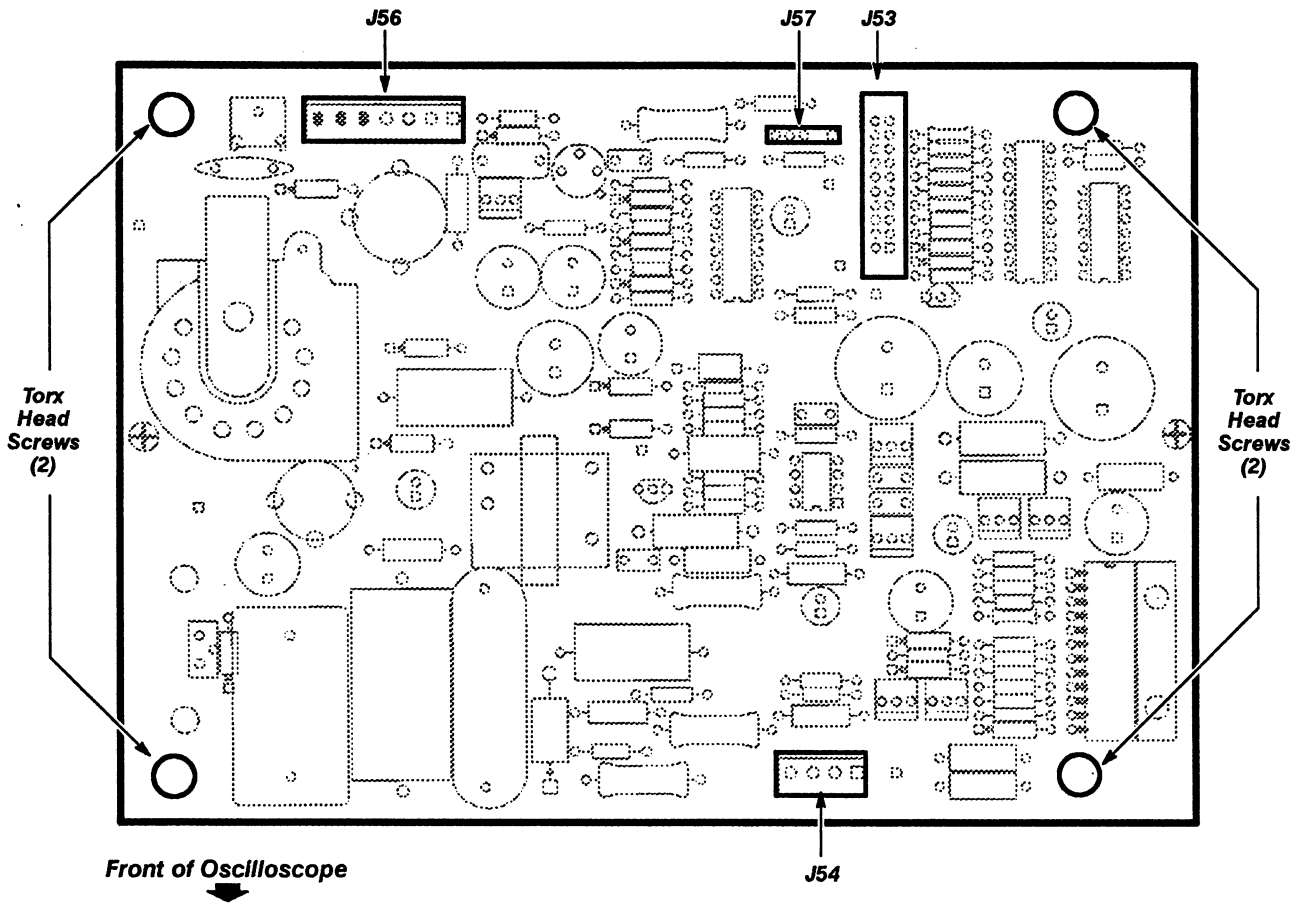 J56
J57
J53
Torx
Head
Screws
(2)
Torx
Head
Screws
(2)
Front of Oscilloscope
J54